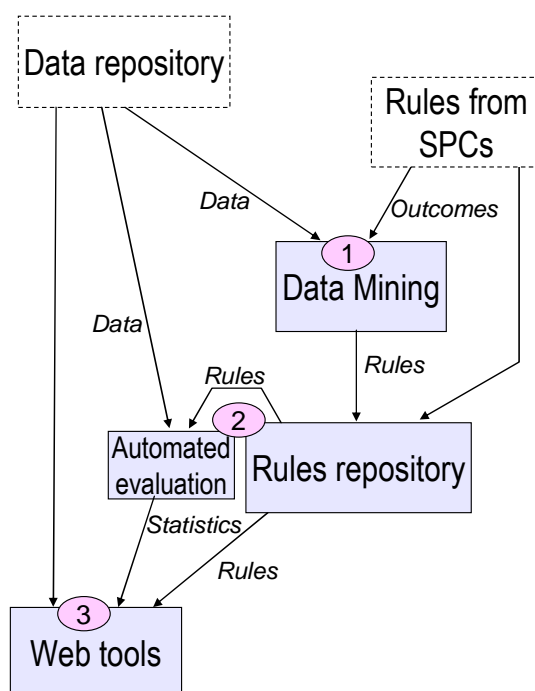 Data repository
Rules from
SPCs
Data
Outcomes
1
Data Mining
Data
Rules
Rules
2
Automated
evaluation
Rules repository
Statistics
Rules
3
Web tools